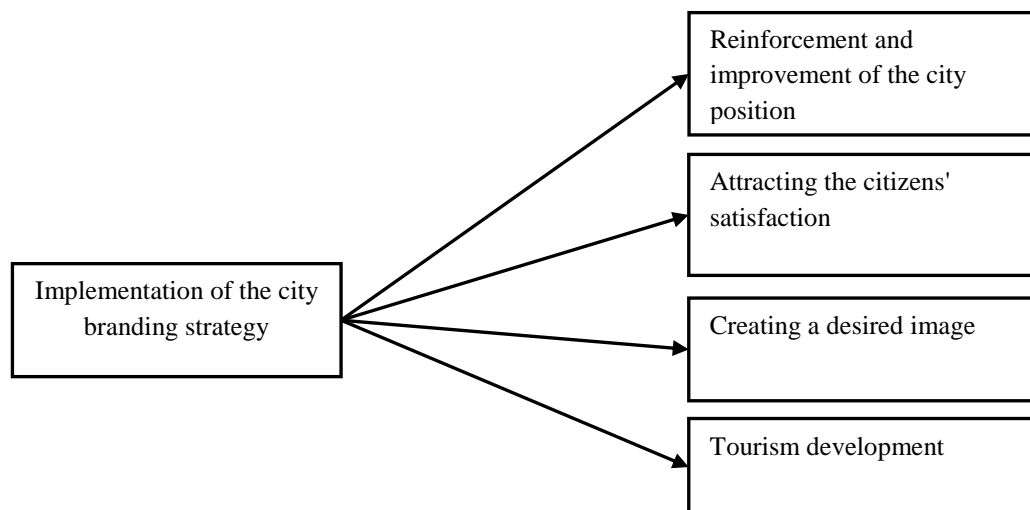 Reinforcement and
improvement of the city
position
Attracting the citizens'
satisfaction
Implementation of the city
branding strategy
Creating a desired image
Tourism development